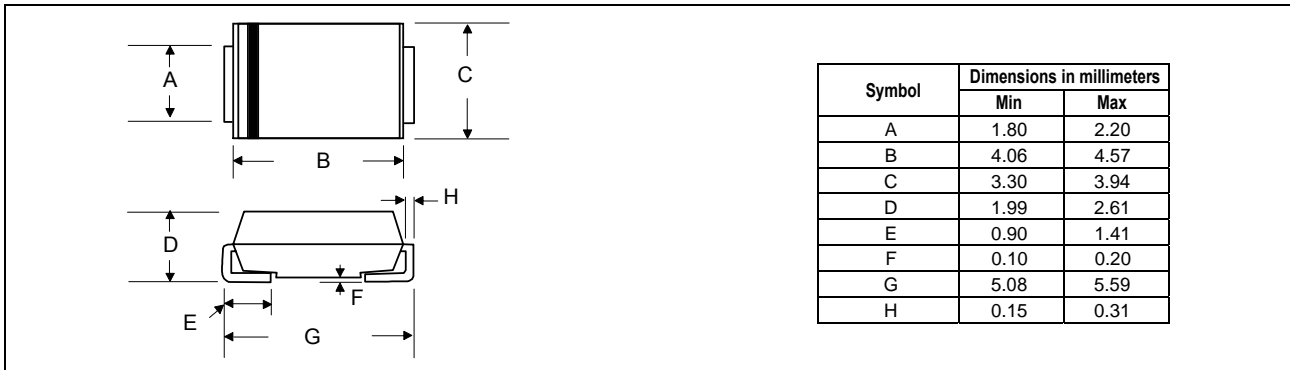 A
C
B
H
D
F
E
G
Symbol Dimensions in millimeters
Min Max
A 1.80 2.20
B 4.06 4.57
C 3.30 3.94
D 1.99 2.61
E 0.90 1.41
F 0.10 0.20
G 5.08 5.59
H 0.15 0.31